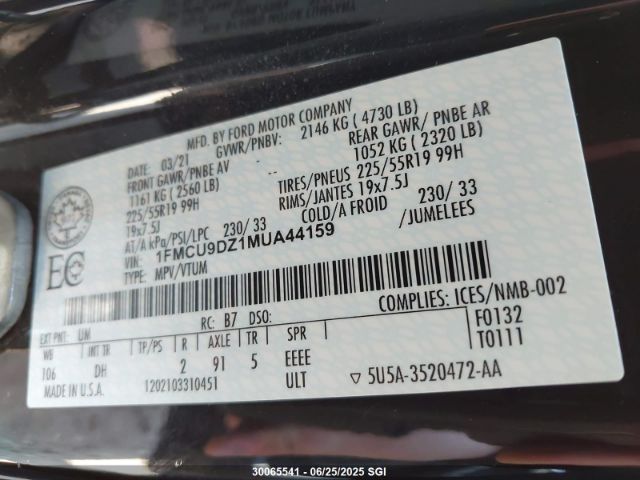 MFD. BY FORD MOTOR COMPANY
DATE: 03/21 GVWR/PNBV: 2146 KG ( 4730 LB)
FRONT GAWR/PNBE AV REAR GAWR/ PNBE AR
1161 KG ( 2560 LB) 1052 KG ( 2320 LB)
225/55R19 99H TIRES/PNEUS 225/55R19 99H
19x7.5J RIMS/JANTES 19x7.5J
AT/A kPa/PSI/LPC 230/ 33 COLD/A FROID 230/ 33
VIN: 1FMCU9DZ1MUA44159 /JUMELEES
TYPE: MPV/VTUM
EC
COMPLIES: ICES/NMB-002
EXT PNT: UM RC: B7 DSO: F0132
WB INT TR TP/PS R AXLE TR SPR T0111
106 DH 2 91 5 EEEE
MADE IN U.S.A. 1202103310451 ULT ▽ 5U5A-3520472-AA
30065541 - 06/25/2025 SGI